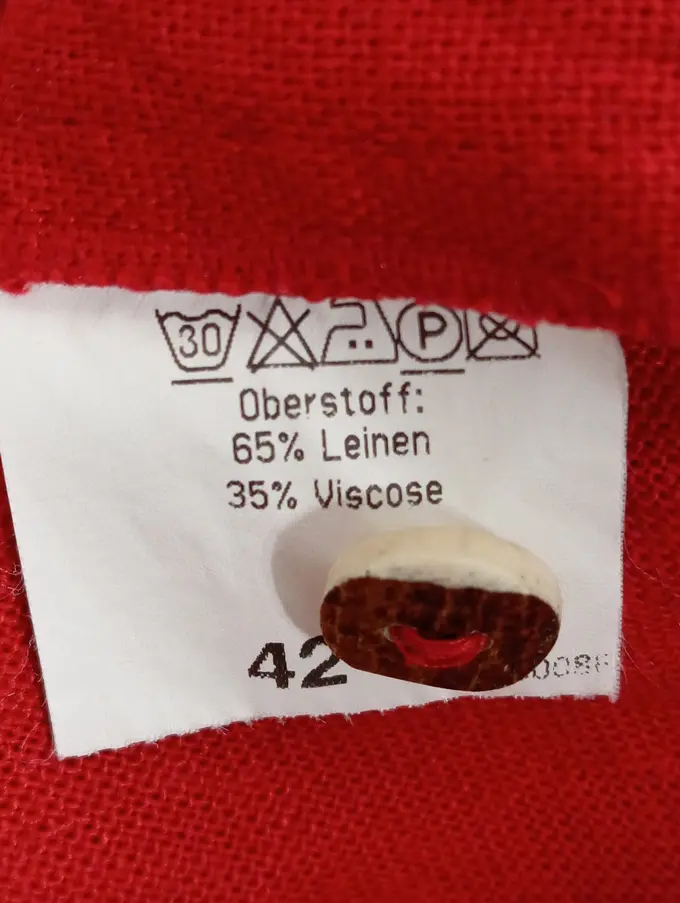 30 P
Oberstoff:
65% Leinen
35% Viscose
42